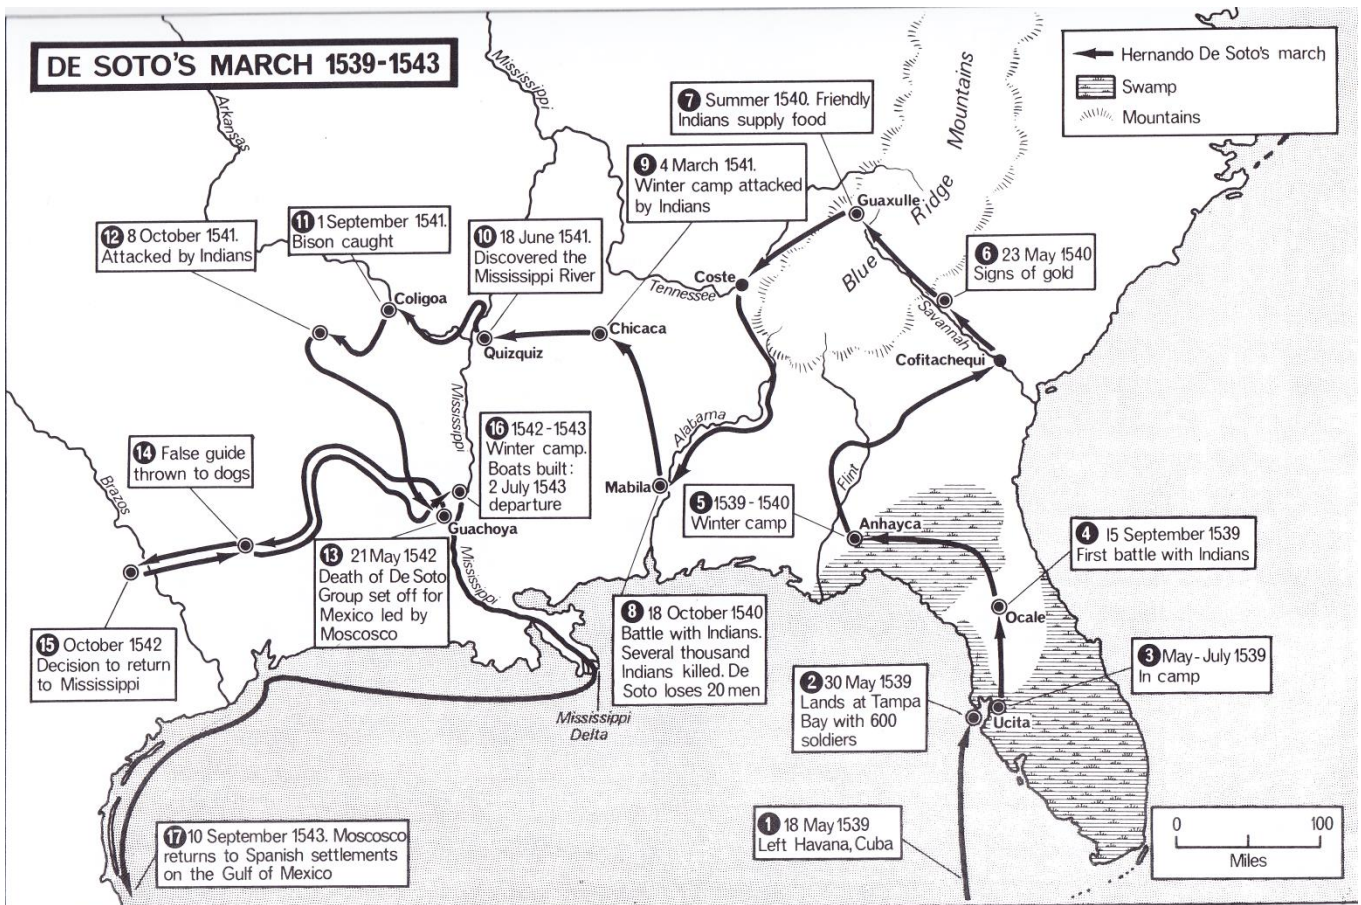 DE SOTO'S MARCH 1539-1543
Hernando De Soto's march
Swamp
Mountains
Mississippi
Arkansas
7 Summer 1540. Friendly
Indians supply food
Mountains
Ridge
Blue
9 4 March 1541.
Winter camp attacked
by Indians
Guaxulle
11 1 September 1541.
Bison caught
12 8 October 1541.
Attacked by Indians
10 18 June 1541.
Discovered the
Mississippi River
6 23 May 1540
Signs of gold
Coste
Tennessee
Coligoa
Savannah
Chicaca
Quizquiz
Cofitachequi
Mississippi
Alabama
16 1542-1543
Winter camp.
Boats built:
2 July 1543
departure
14 False guide
thrown to dogs
Brazos
Flint
Mabila
5 1539-1540
Winter camp
Anhayca
Guachoya
4 15 September 1539
First battle with Indians
13 21 May 1542
Death of De Soto
Group set off for
Mexico led by
Moscosco
Mississippi
8 18 October 1540
Battle with Indians.
Several thousand
Indians killed. De
Soto loses 20 men
Ocale
15 October 1542
Decision to return
to Mississippi
3 May-July 1539
In camp
2 30 May 1539
Lands at Tampa
Bay with 600
soldiers
Ucita
Mississippi
Delta
1 18 May 1539
Left Havana, Cuba
17 10 September 1543. Moscosco
returns to Spanish settlements
on the Gulf of Mexico
0 100
Miles